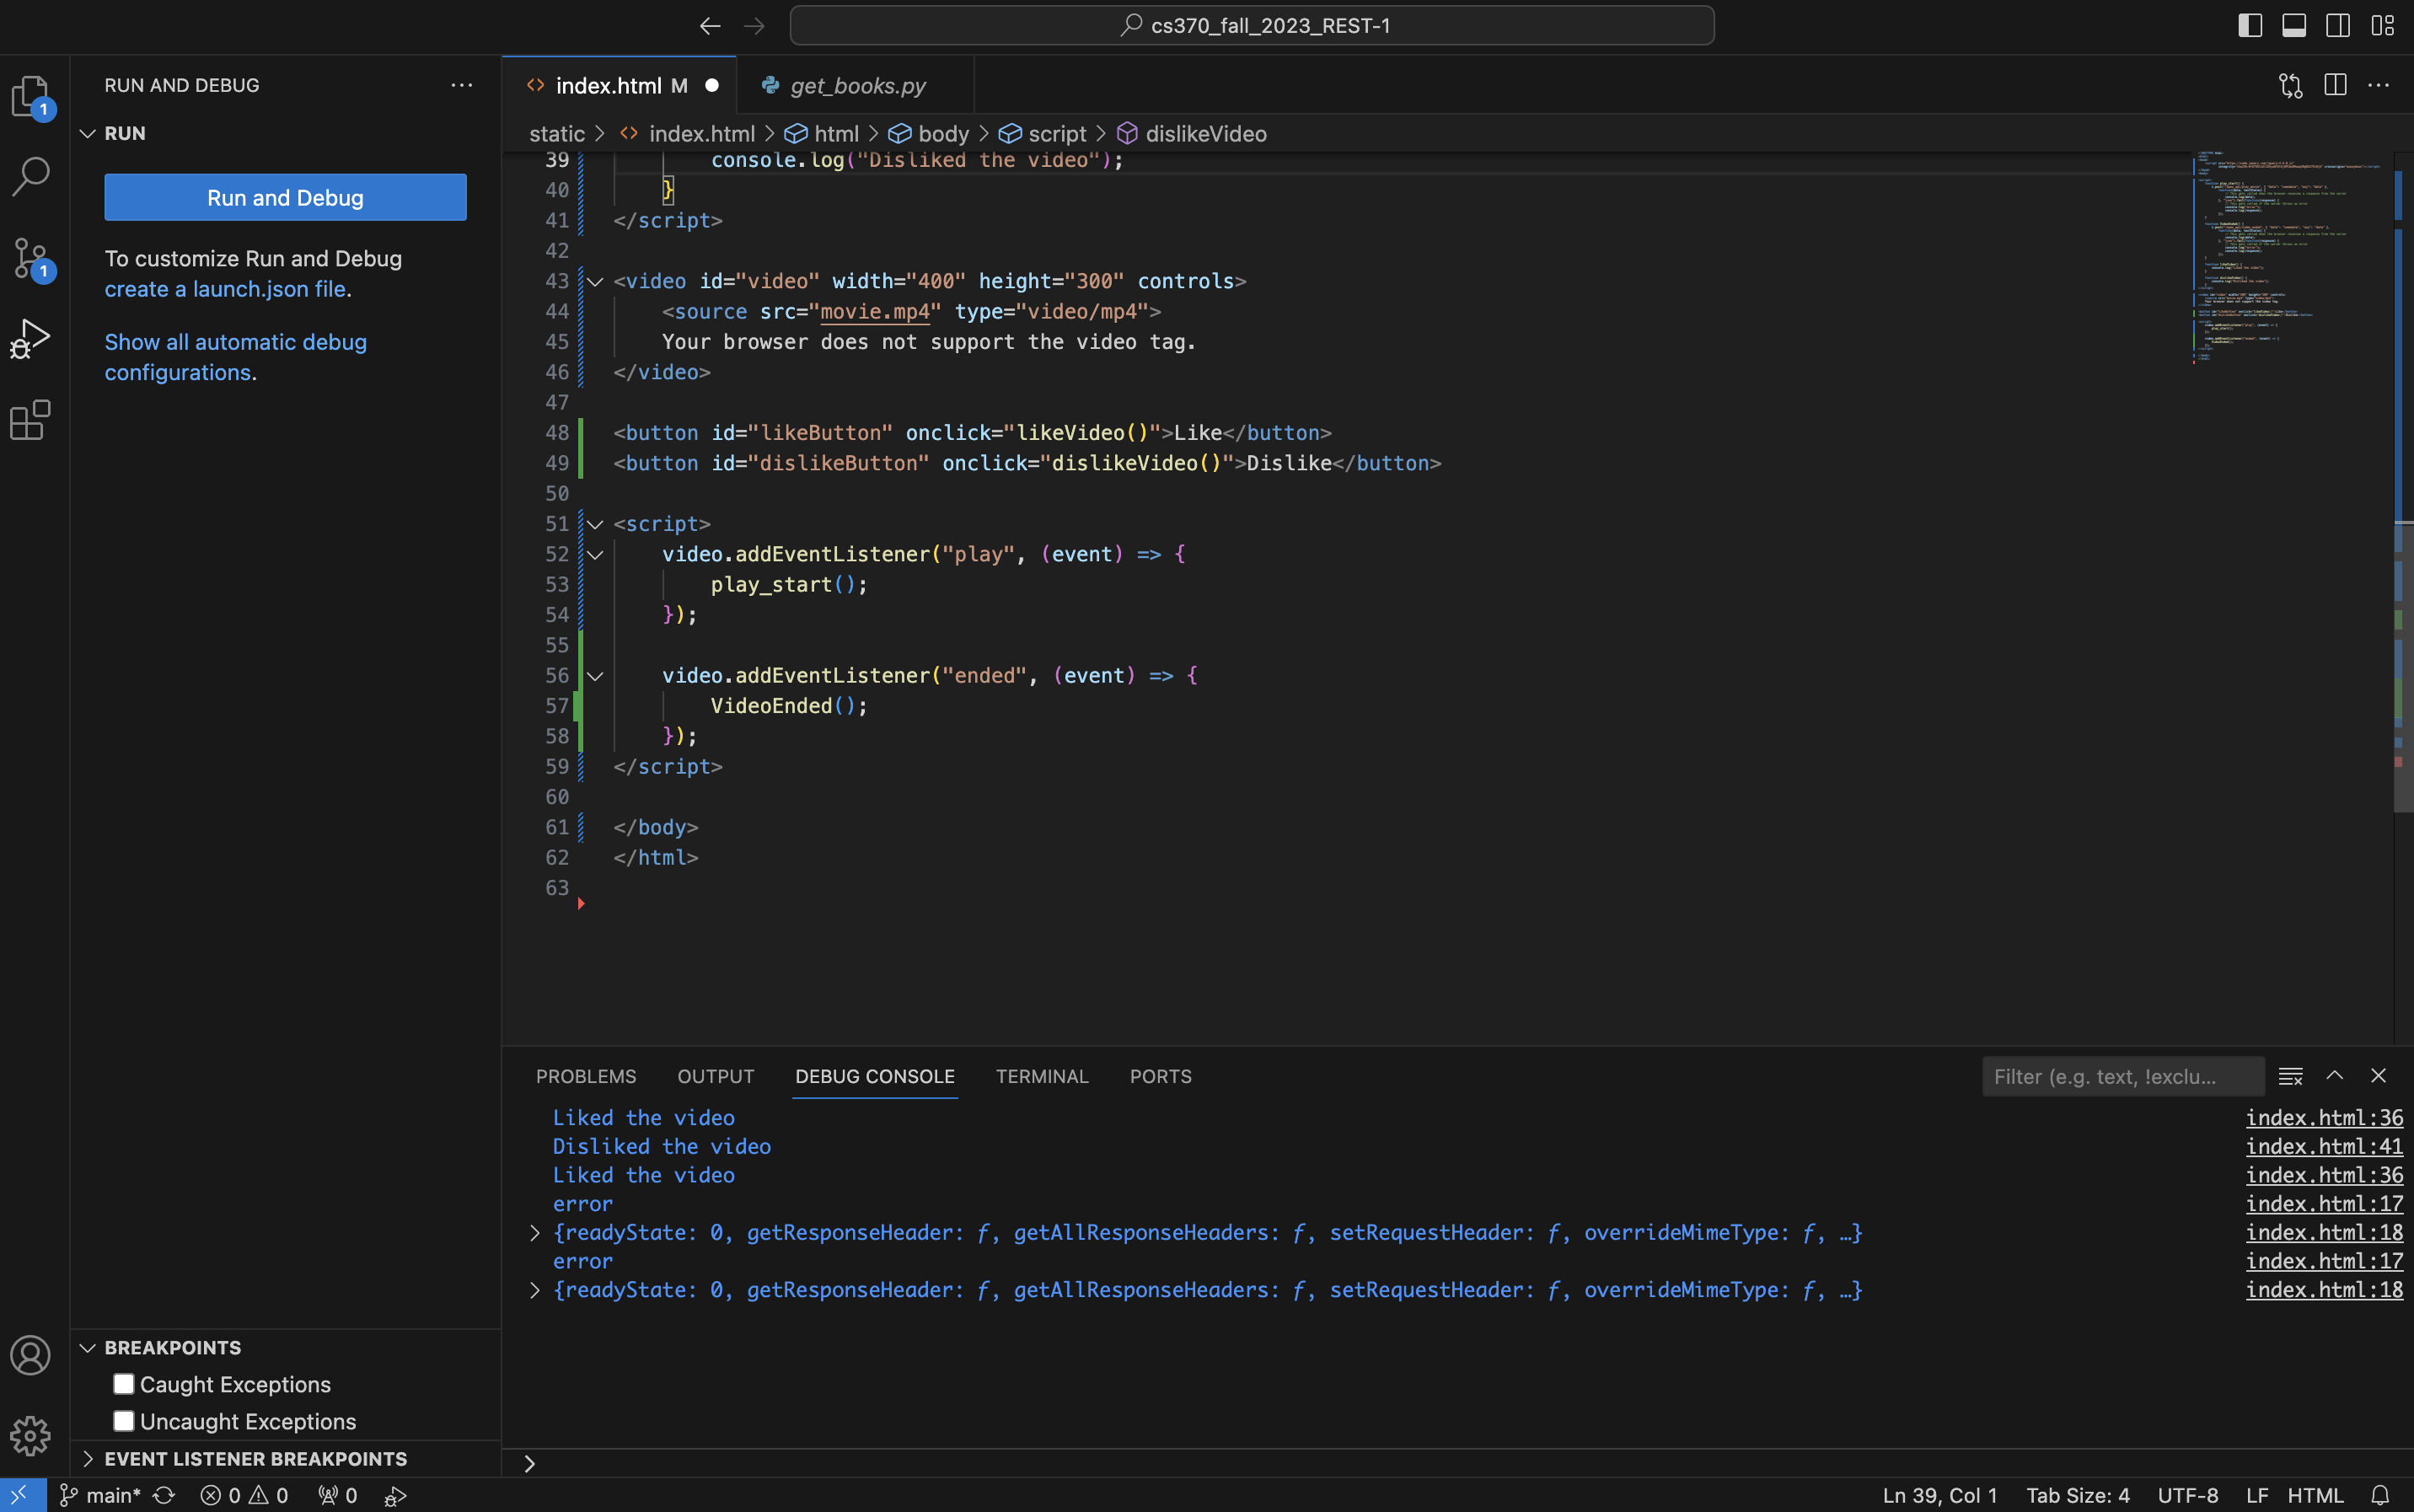 cs370_fall_2023_REST-1
RUN AND DEBUG
RUN
Run and Debug
To customize Run and Debug
create a launch.json file.
Show all automatic debug
configurations.
1
1
BREAKPOINTS
Caught Exceptions
Uncaught Exceptions
EVENT LISTENER BREAKPOINTS
index.html M
get_books.py
static > index.html > html > body > script > dislikeVideo
39 console.log("Disliked the video");
40 }
41 </script>
42
43 <video id="video" width="400" height="300" controls>
44 <source src="movie.mp4" type="video/mp4">
45 Your browser does not support the video tag.
46 </video>
47
48 <button id="likeButton" onclick="likeVideo()">Like</button>
49 <button id="dislikeButton" onclick="dislikeVideo()">Dislike</button>
50
51 <script>
52 video.addEventListener("play", (event) => {
53 play_start();
54 });
55
56 video.addEventListener("ended", (event) => {
57 VideoEnded();
58 });
59 </script>
60
61 </body>
62 </html>
63
PROBLEMS OUTPUT DEBUG CONSOLE TERMINAL PORTS
Filter (e.g. text, !exclu...
Liked the video index.html:36
Disliked the video index.html:41
Liked the video index.html:36
error index.html:17
> {readyState: 0, getResponseHeader: ƒ, getAllResponseHeaders: ƒ, setRequestHeader: ƒ, overrideMimeType: ƒ, …} index.html:18
error index.html:17
> {readyState: 0, getResponseHeader: ƒ, getAllResponseHeaders: ƒ, setRequestHeader: ƒ, overrideMimeType: ƒ, …} index.html:18
>
main* 0 0 0 Ln 39, Col 1 Tab Size: 4 UTF-8 LF HTML